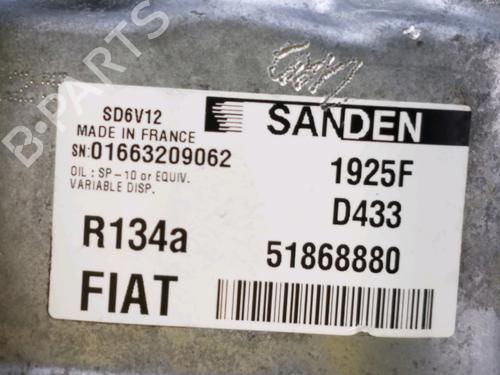 B-PARTS
SD6V12
MADE IN FRANCE
SN:01663209062
OIL : SP-10 or EQUIV.
VARIABLE DISP.
R134a
FIAT
SANDEN
1925F
D433
51868880